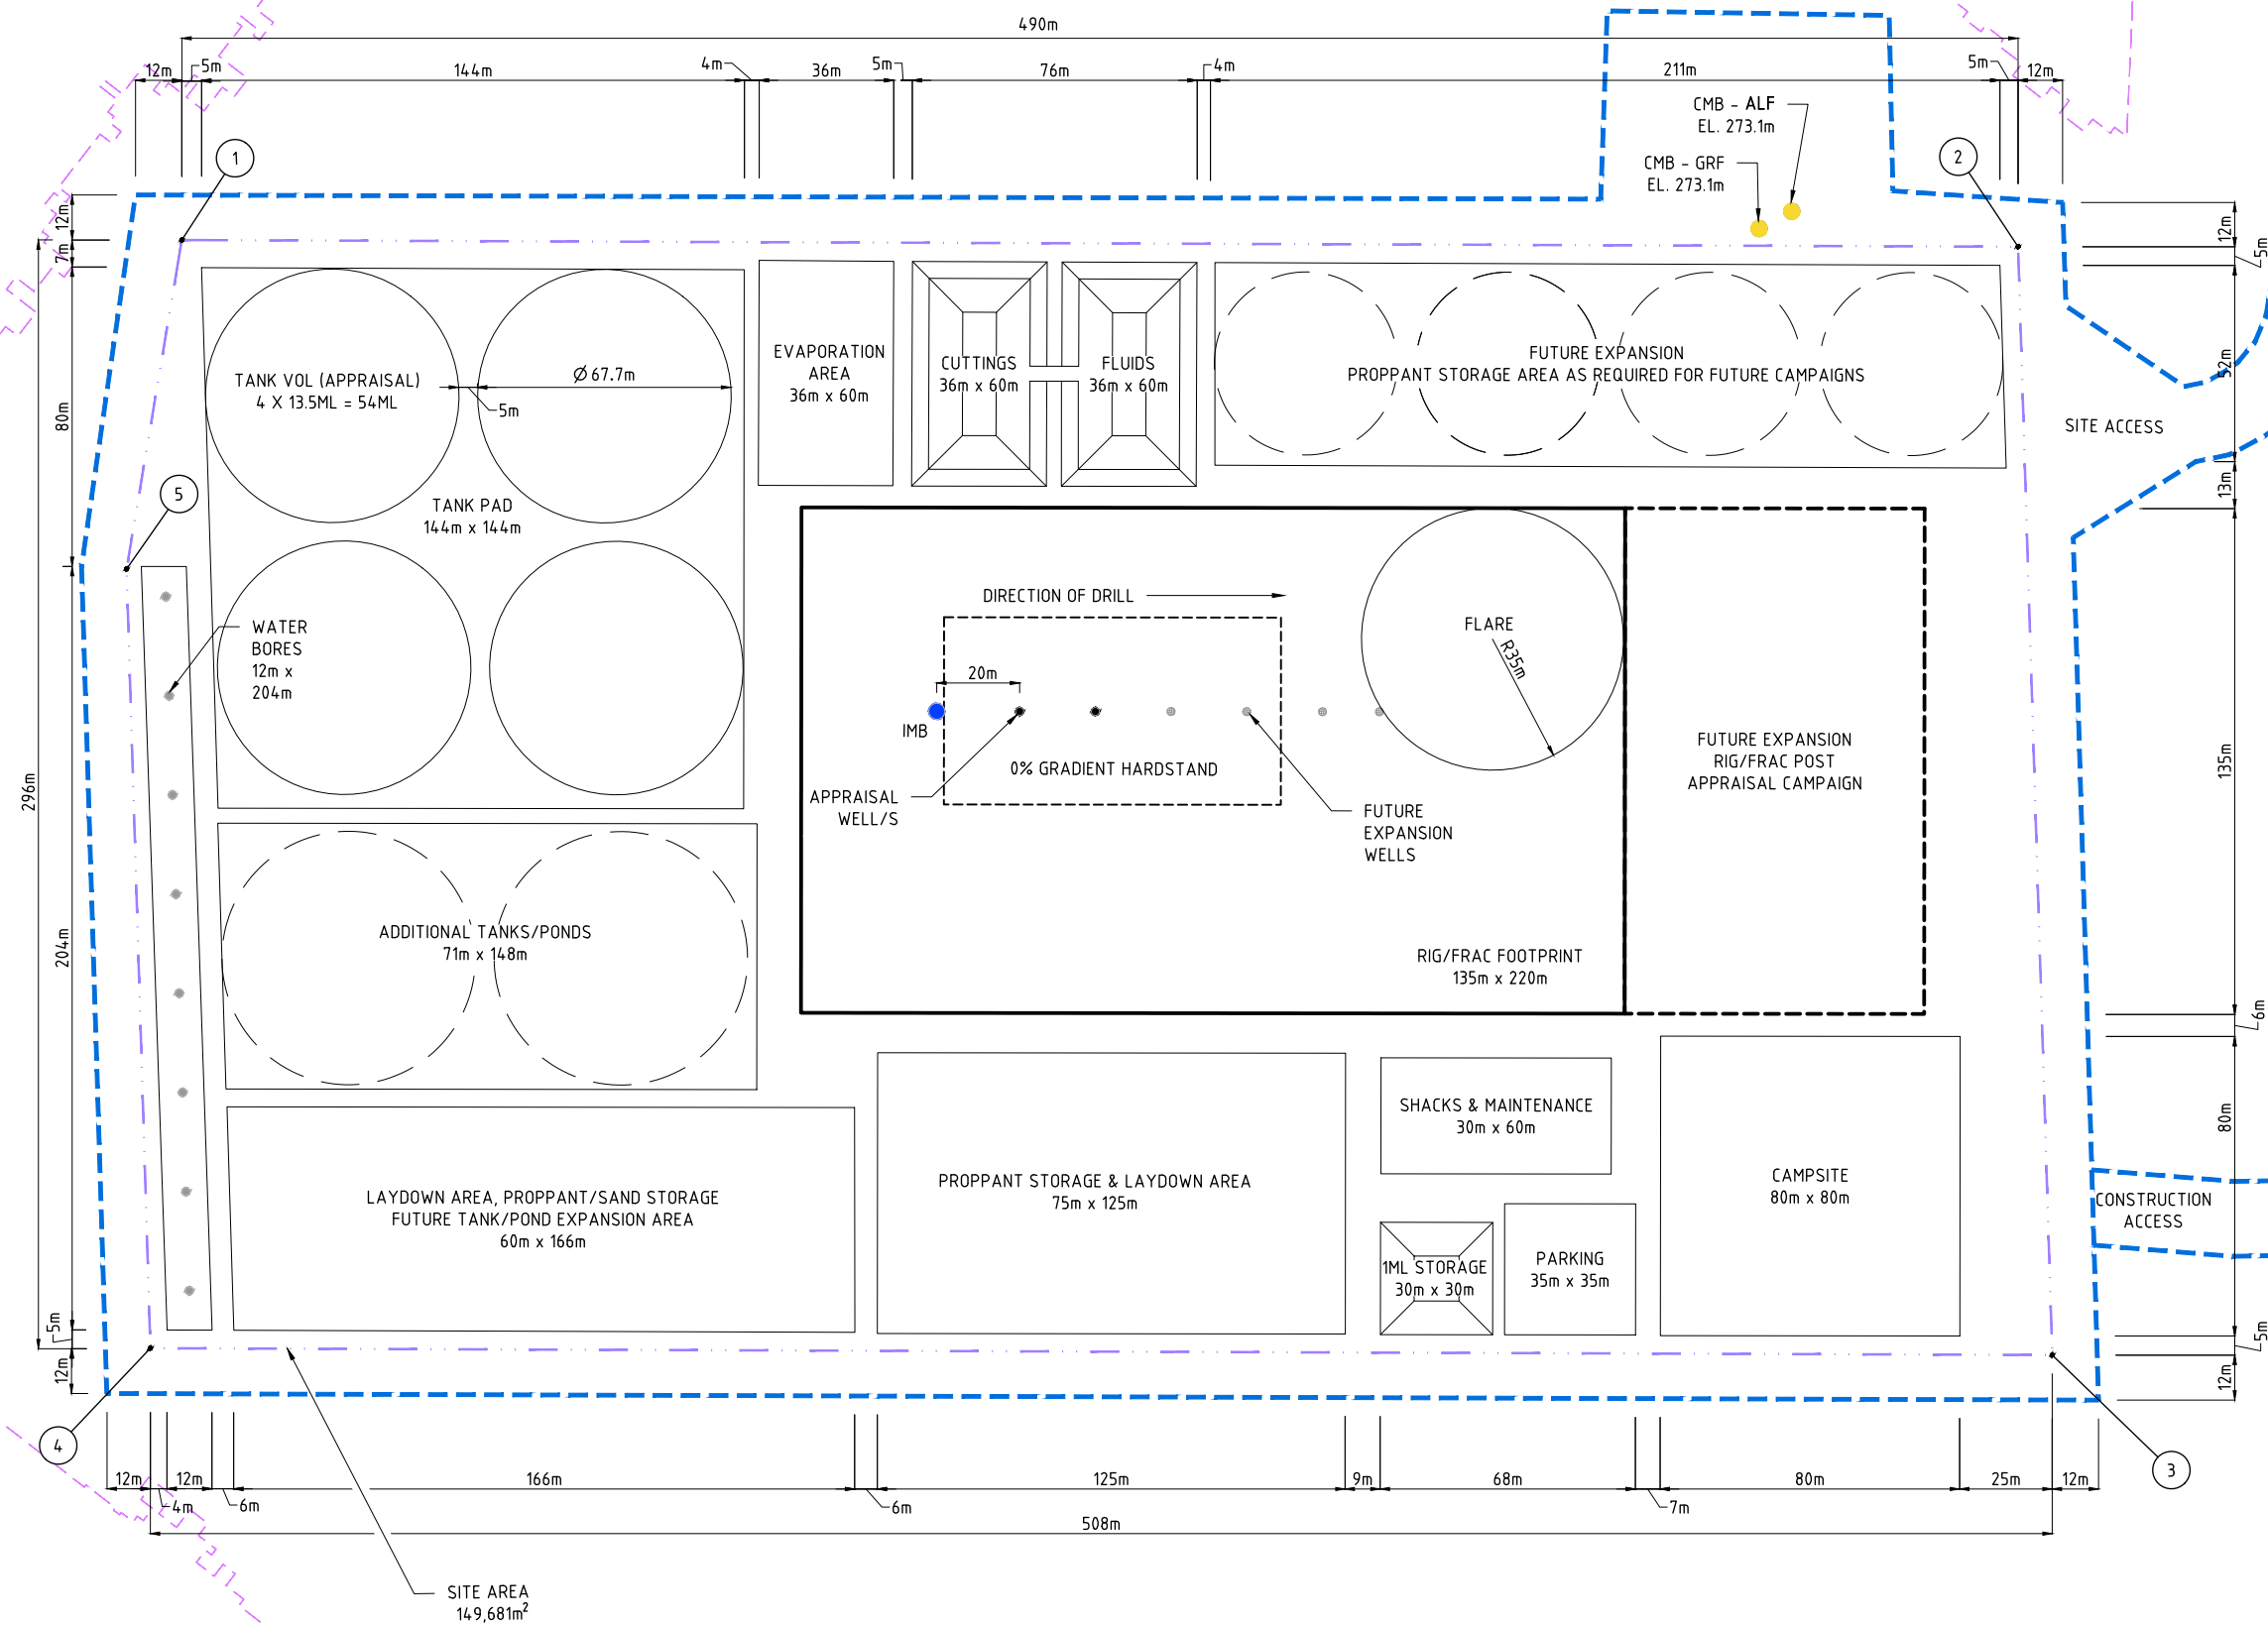 490m
12m
5m
144m
4m
36m
5m
76m
4m
211m
5m
12m
CMB - ALF
EL. 273.1m
CMB - GRF
EL. 273.1m
1
2
12m
7m
80m
296m
204m
5m
12m
12m
5m
52m
13m
135m
6m
80m
5m
12m
TANK VOL (APPRAISAL)
4 X 13.5ML = 54ML
Ø 67.7m
5m
TANK PAD
144m x 144m
EVAPORATION
AREA
36m x 60m
CUTTINGS
36m x 60m
FLUIDS
36m x 60m
FUTURE EXPANSION
PROPPANT STORAGE AREA AS REQUIRED FOR FUTURE CAMPAIGNS
SITE ACCESS
5
WATER
BORES
12m x
204m
DIRECTION OF DRILL
FLARE
R35m
20m
IMB
0% GRADIENT HARDSTAND
APPRAISAL
WELL/S
FUTURE
EXPANSION
WELLS
RIG/FRAC FOOTPRINT
135m x 220m
FUTURE EXPANSION
RIG/FRAC POST
APPRAISAL CAMPAIGN
ADDITIONAL TANKS/PONDS
71m x 148m
LAYDOWN AREA, PROPPANT/SAND STORAGE
FUTURE TANK/POND EXPANSION AREA
60m x 166m
PROPPANT STORAGE & LAYDOWN AREA
75m x 125m
SHACKS & MAINTENANCE
30m x 60m
1ML STORAGE
30m x 30m
PARKING
35m x 35m
CAMPSITE
80m x 80m
CONSTRUCTION
ACCESS
4
3
12m
4m
12m
6m
166m
6m
125m
9m
68m
7m
80m
25m
12m
508m
SITE AREA
149,681m²